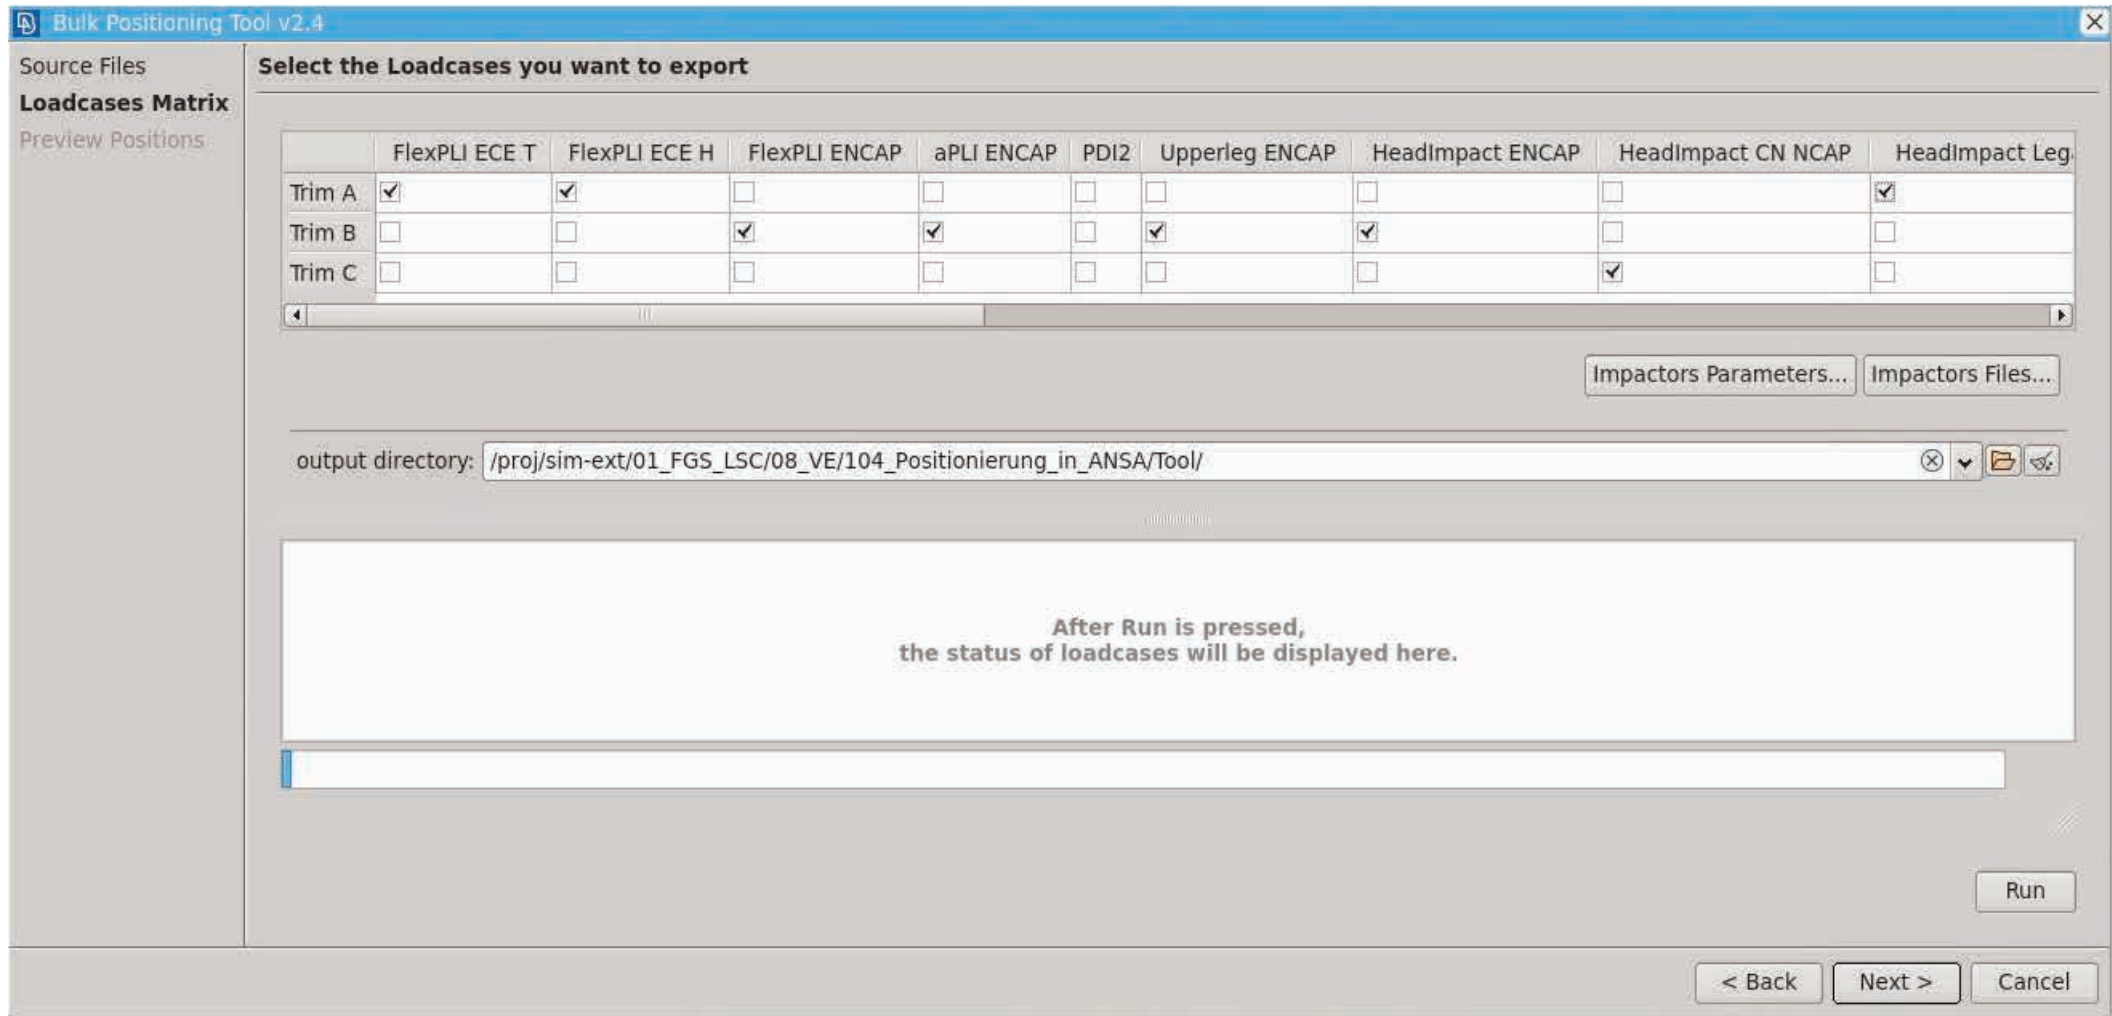 Bulk Positioning Tool v2.4
Source Files
Loadcases Matrix
Preview Positions
Select the Loadcases you want to export
FlexPLI ECE T FlexPLI ECE H FlexPLI ENCAP aPLI ENCAP PDI2 Upperleg ENCAP HeadImpact ENCAP HeadImpact CN NCAP HeadImpact Leg
Trim A
Trim B
Trim C
Impactors Parameters... Impactors Files...
output directory: /proj/sim-ext/01_FGS_LSC/08_VE/104_Positionierung_in_ANSA/Tool/
After Run is pressed,
the status of loadcases will be displayed here.
Run
< Back Next > Cancel